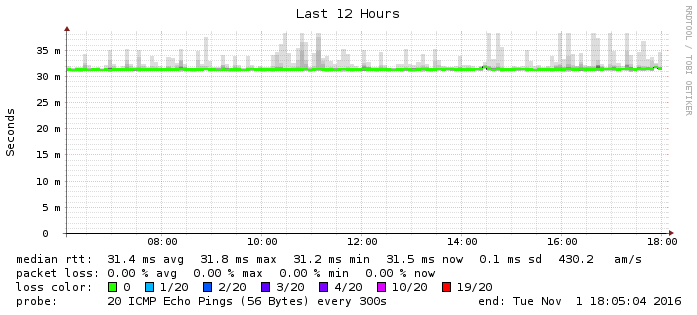 Last 12 Hours
RRDTOOL / TOBI OETIKER
Seconds
35 m
30 m
25 m
20 m
15 m
10 m
5 m
0
08:00 10:00 12:00 14:00 16:00 18:00
median rtt: 31.4 ms avg 31.8 ms max 31.2 ms min 31.5 ms now 0.1 ms sd 430.2 am/s
packet loss: 0.00 % avg 0.00 % max 0.00 % min 0.00 % now
loss color: 0 1/20 2/20 3/20 4/20 10/20 19/20
probe: 20 ICMP Echo Pings (56 Bytes) every 300s end: Tue Nov 1 18:05:04 2016